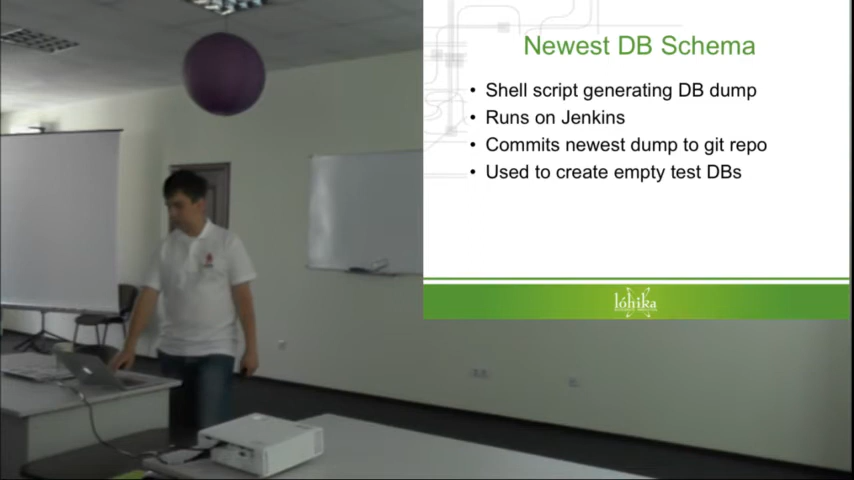 Newest DB Schema
• Shell script generating DB dump
• Runs on Jenkins
• Commits newest dump to git repo
• Used to create empty test DBs
lóhika